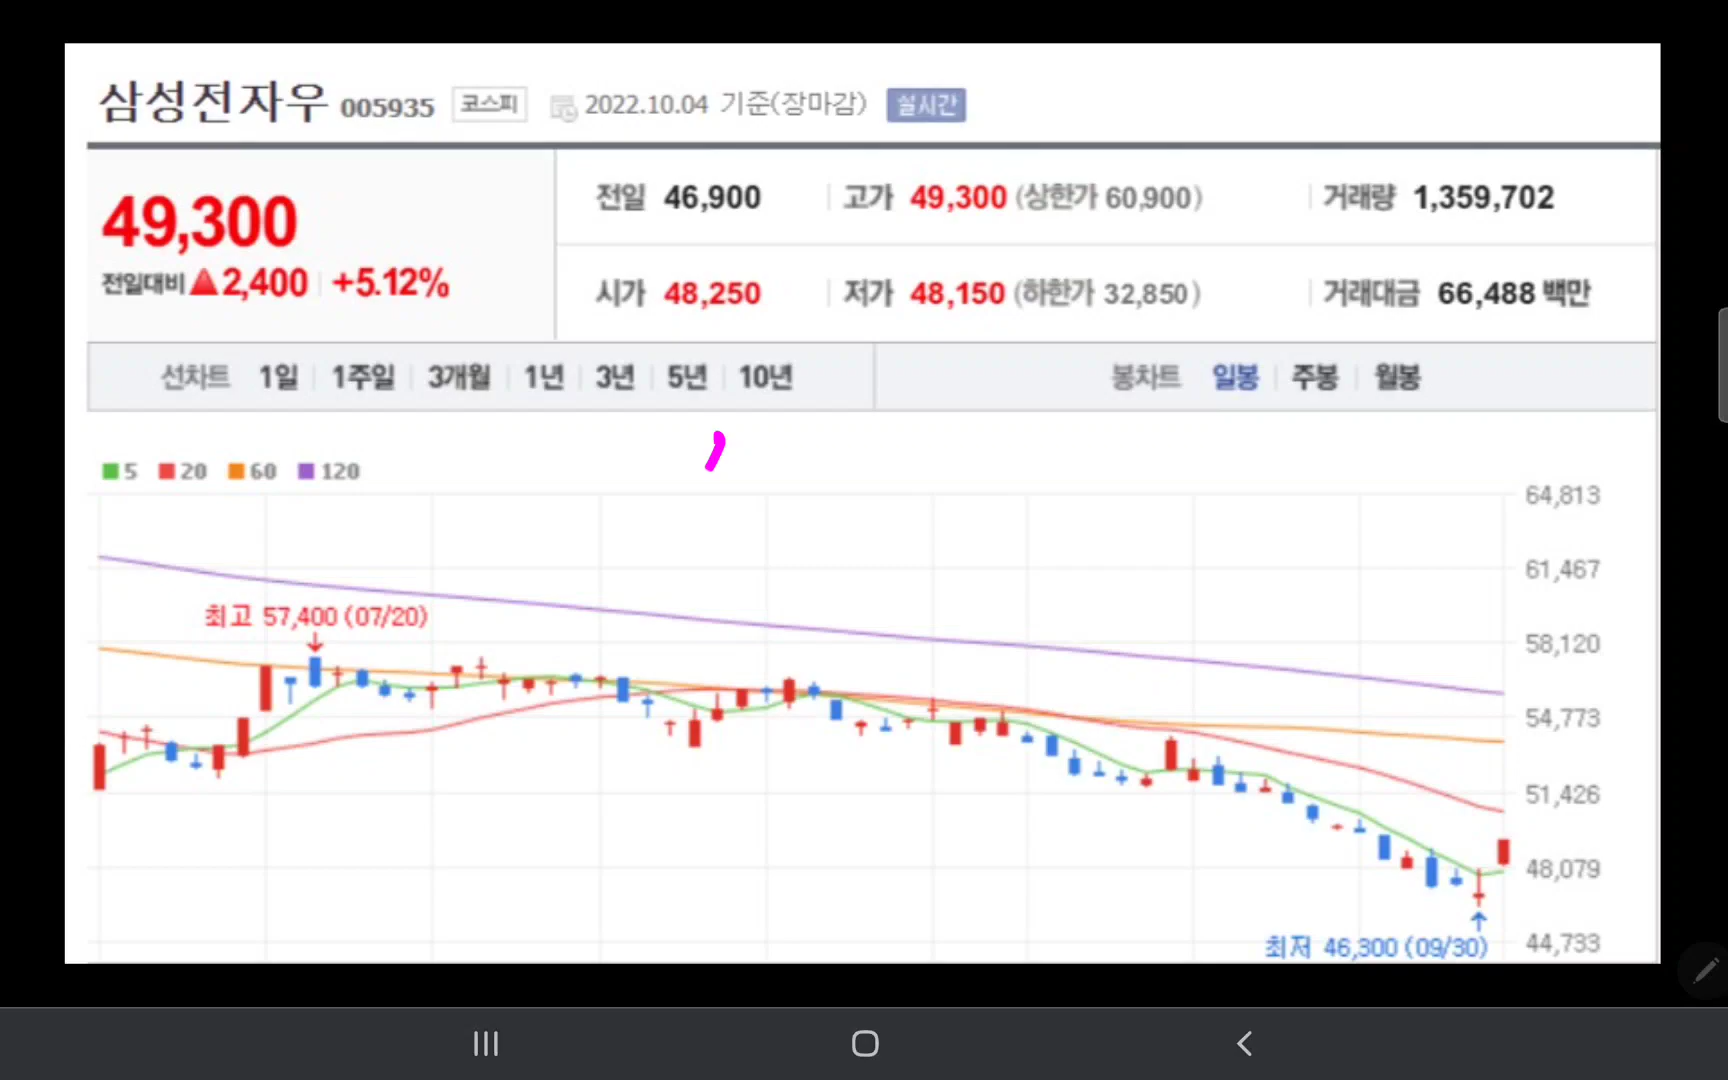 삼성전자우 005935 코스피 2022.10.04 기준(장마감) 실시간
49,300
전일대비 ▲2,400 +5.12%
전일 46,900 고가 49,300 (상한가 60,900) 거래량 1,359,702
시가 48,250 저가 48,150 (하한가 32,850) 거래대금 66,488 백만
선차트 1일 1주일 3개월 1년 3년 5년 10년 봉차트 일봉 주봉 월봉
5 20 60 120
64,813
61,467
최고 57,400 (07/20)
58,120
54,773
51,426
48,079
최저 46,300 (09/30)
44,733